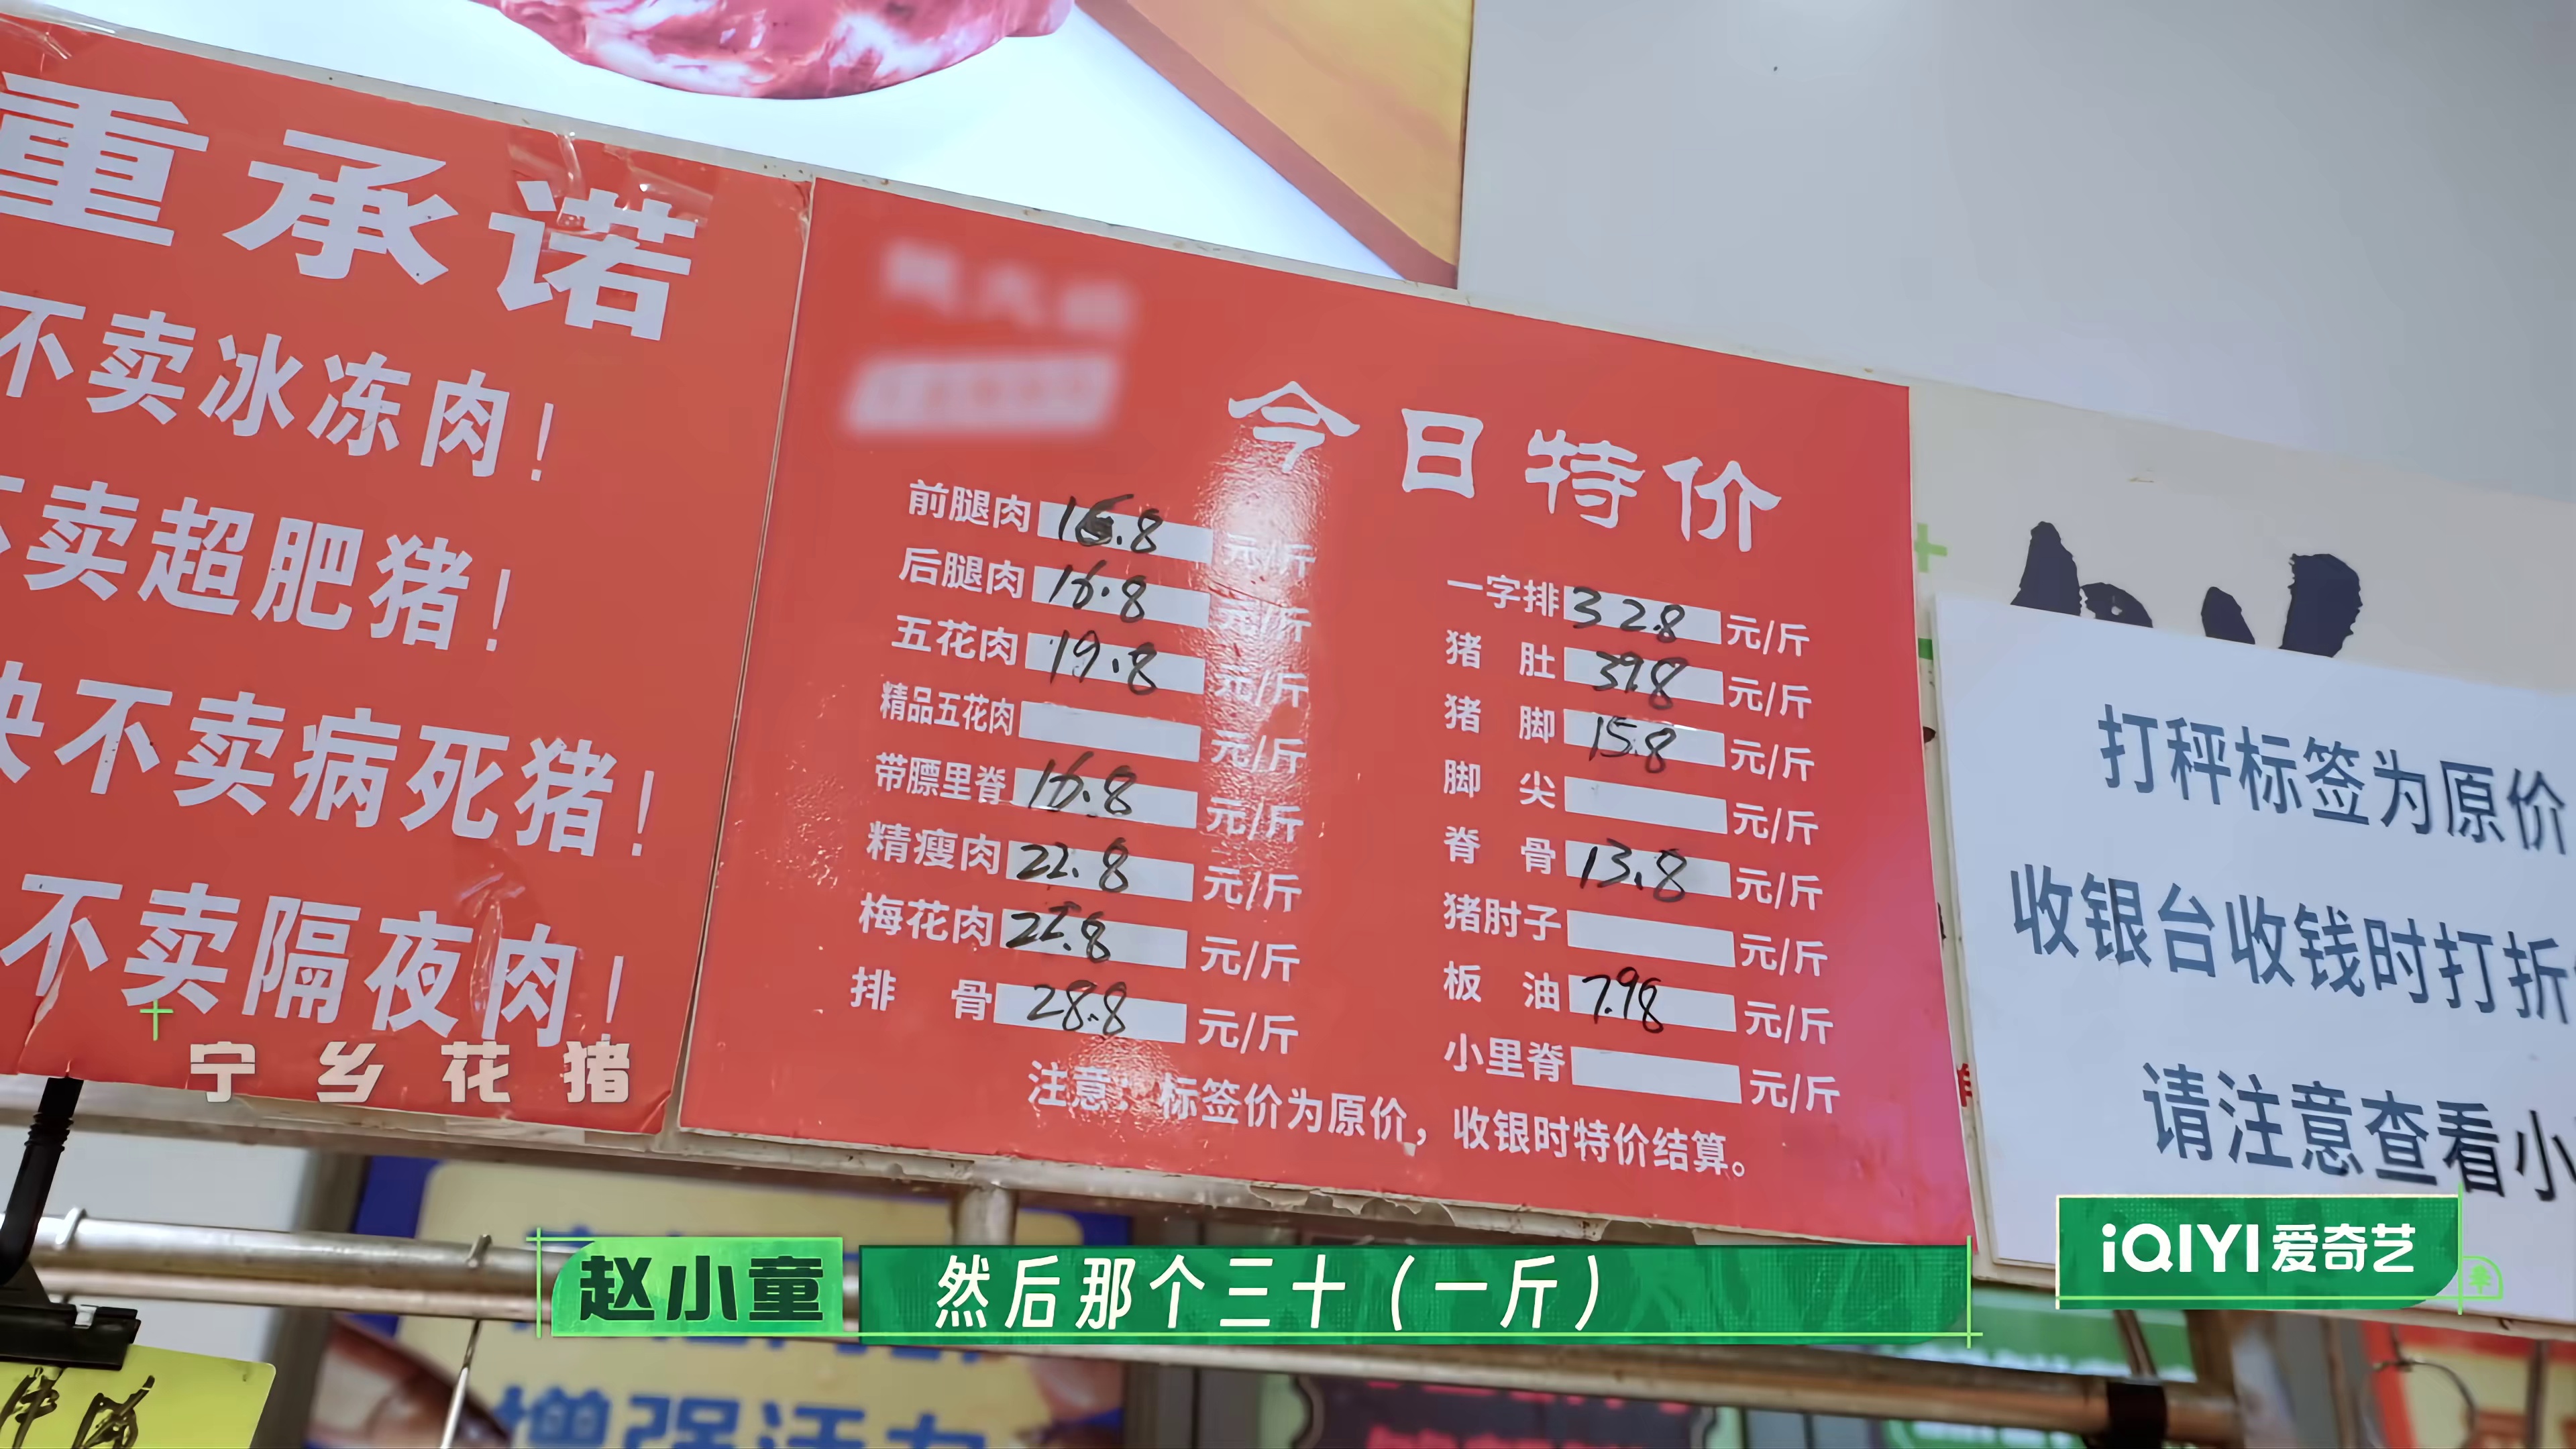 重承诺
不卖冰冻肉！
不卖超肥猪！
决不卖病死猪！
不卖隔夜肉！
宁乡花猪
今日特价
前腿肉 16.8 元/斤
后腿肉 16.8 元/斤
五花肉 19.8 元/斤
精品五花肉 元/斤
带膘里脊 16.8 元/斤
精瘦肉 22.8 元/斤
梅花肉 22.8 元/斤
排骨 28.8 元/斤
一字排 32.8 元/斤
猪肚 39.8 元/斤
猪脚 15.8 元/斤
脚尖 元/斤
脊骨 13.8 元/斤
猪肘子 元/斤
板油 7.98 元/斤
小里脊 元/斤
注意：标签价为原价，收银时特价结算。
打秤标签为原价
收银台收钱时打折
请注意查看小
iQIYI 爱奇艺
赵小童 然后那个三十（一斤）
增强活力